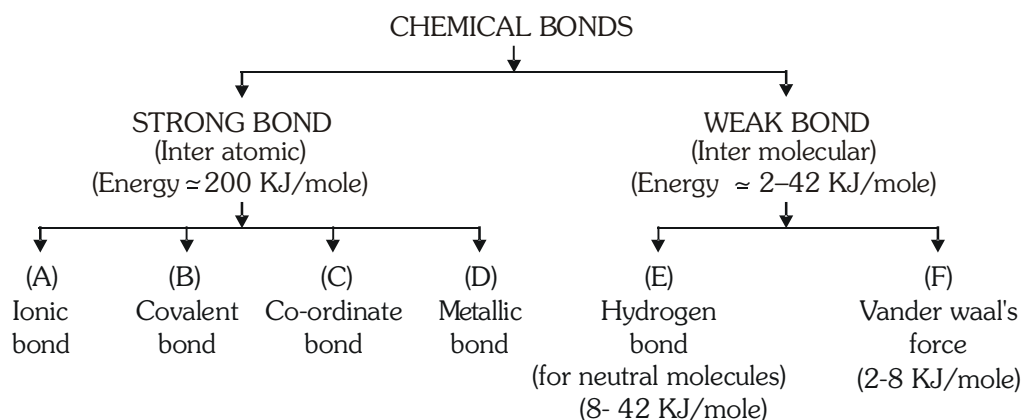 CHEMICAL BONDS
STRONG BOND
(Inter atomic)
(Energy ≃ 200 KJ/mole)
WEAK BOND
(Inter molecular)
(Energy ≃ 2–42 KJ/mole)
(A)
Ionic
bond
(B)
Covalent
bond
(C)
Co-ordinate
bond
(D)
Metallic
bond
(E)
Hydrogen
bond
(for neutral molecules)
(8- 42 KJ/mole)
(F)
Vander waal's
force
(2-8 KJ/mole)